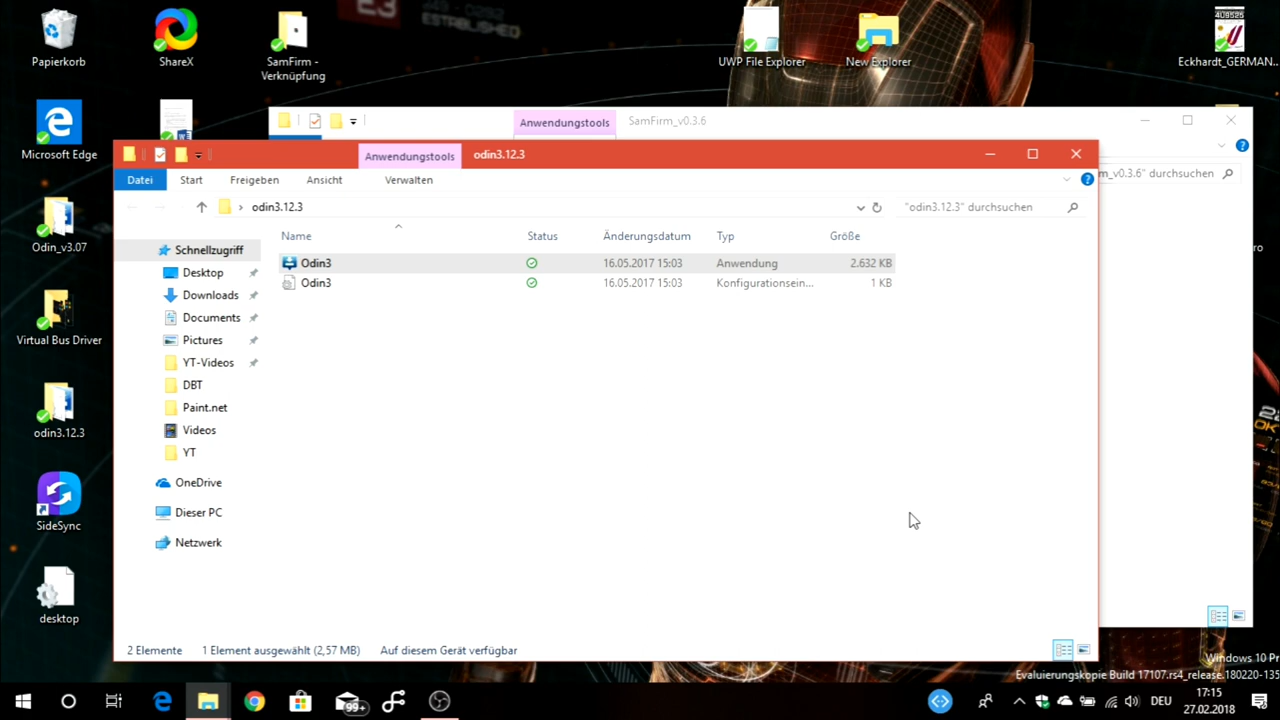 ESTABLISHED
Papierkorb
ShareX
SamFirm -
Verknüpfung
UWP File Explorer
New Explorer
Eckhardt_GERMAN...
Microsoft Edge
Odin_v3.07
Virtual Bus Driver
odin3.12.3
SideSync
desktop
Anwendungstools
SamFirm_v0.3.6
m_v0.3.6" durchsuchen
Anwendungstools
odin3.12.3
Datei
Start
Freigeben
Ansicht
Verwalten
odin3.12.3
"odin3.12.3" durchsuchen
Name
Status
Änderungsdatum
Typ
Größe
Odin3
16.05.2017 15:03
Anwendung
2.632 KB
Odin3
16.05.2017 15:03
Konfigurationsein...
1 KB
Schnellzugriff
Desktop
Downloads
Documents
Pictures
YT-Videos
DBT
Paint.net
Videos
YT
OneDrive
Dieser PC
Netzwerk
2 Elemente
1 Element ausgewählt (2,57 MB)
Auf diesem Gerät verfügbar
Windows 10 Pro
Evaluierungskopie Build 17107.rs4_release.180220-135
99+
DEU
17:15
27.02.2018